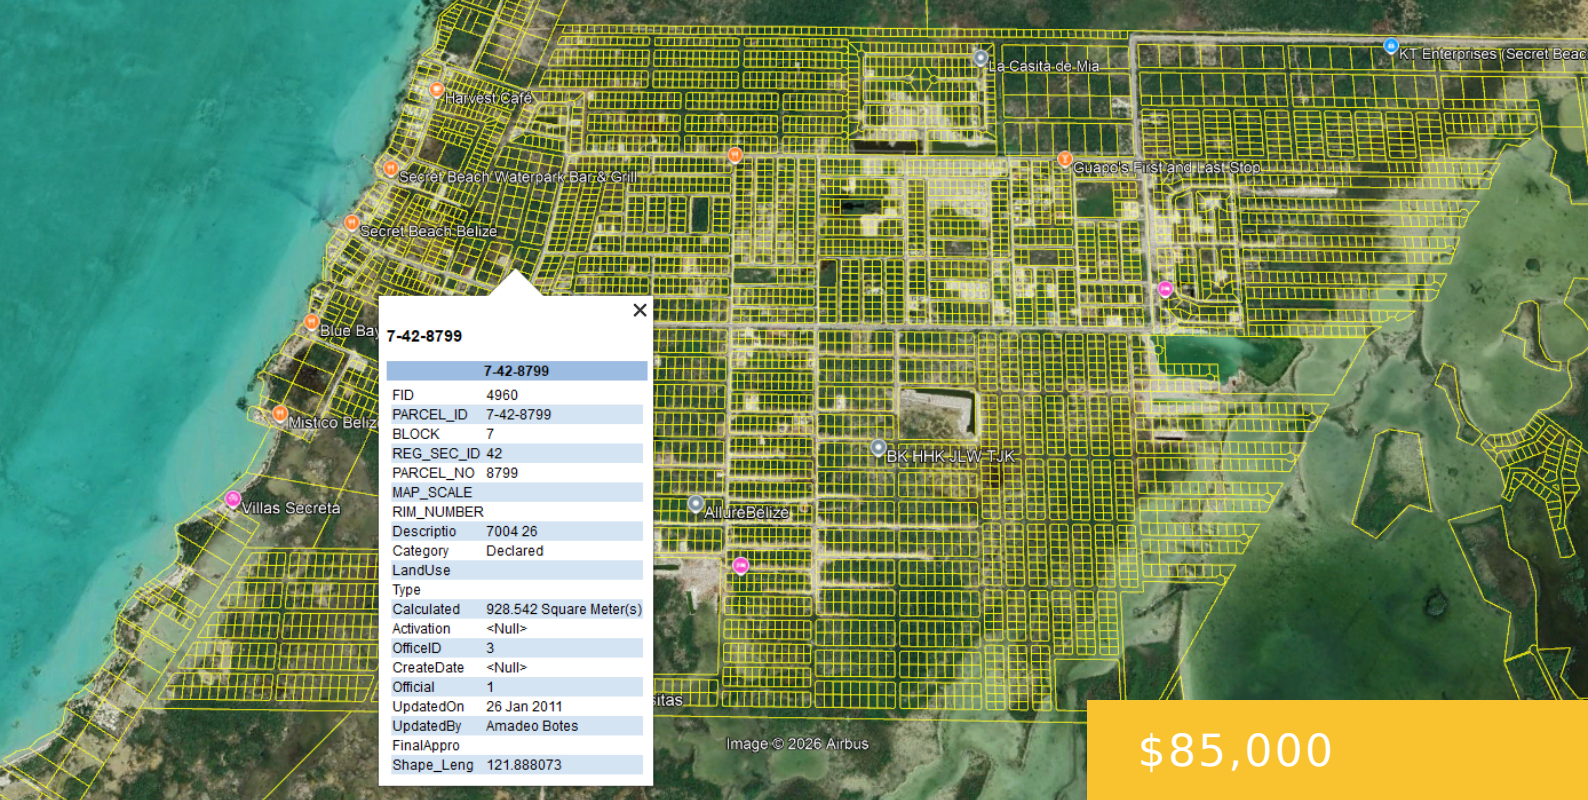 KT Enterprises (Secret Beac
La Casita de Mia
Harvest Café
Guapo's First and Last Stop
Secret Beach Waterpark Bar & Grill
Secret Beach Belize
Blue Bay
Mistico Beliz
Villas Secreta
BK HHK JLW TJK
AllureBelize
sitas
7-42-8799
7-42-8799
FID 4960
PARCEL_ID 7-42-8799
BLOCK 7
REG_SEC_ID 42
PARCEL_NO 8799
MAP_SCALE
RIM_NUMBER
Descriptio 7004 26
Category Declared
LandUse
Type
Calculated 928.542 Square Meter(s)
Activation <Null>
OfficeID 3
CreateDate <Null>
Official 1
UpdatedOn 26 Jan 2011
UpdatedBy Amadeo Botes
FinalAppro
Shape_Leng 121.888073
Image © 2026 Airbus
$85,000